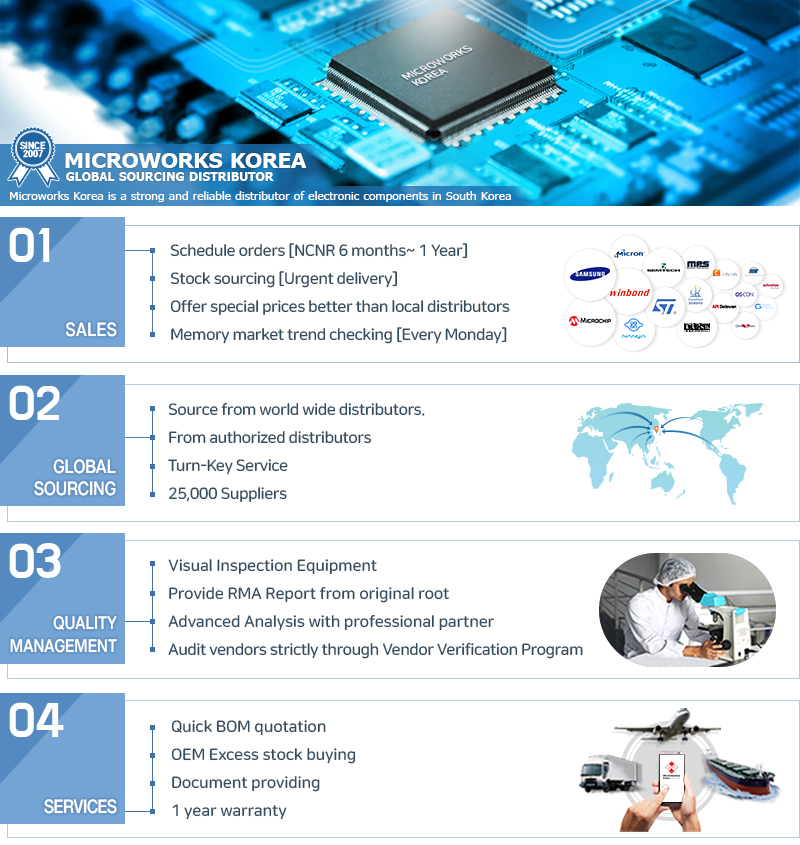 MICROWORKS
KOREA
SINCE
2007
MICROWORKS KOREA
GLOBAL SOURCING DISTRIBUTOR
Microworks Korea is a strong and reliable distributor of electronic components in South Korea
01
SALES
Schedule orders [NCNR 6 months~ 1 Year]
Stock sourcing [Urgent delivery]
Offer special prices better than local distributors
Memory market trend checking [Every Monday]
Micron
SAMSUNG
SEMTECH
mps
winbond
ST
OSCON
API Delevan
MICROCHIP
NANYA
02
GLOBAL
SOURCING
Source from world wide distributors.
From authorized distributors
Turn-Key Service
25,000 Suppliers
03
QUALITY
MANAGEMENT
Visual Inspection Equipment
Provide RMA Report from original root
Advanced Analysis with professional partner
Audit vendors strictly through Vendor Verification Program
04
SERVICES
Quick BOM quotation
OEM Excess stock buying
Document providing
1 year warranty